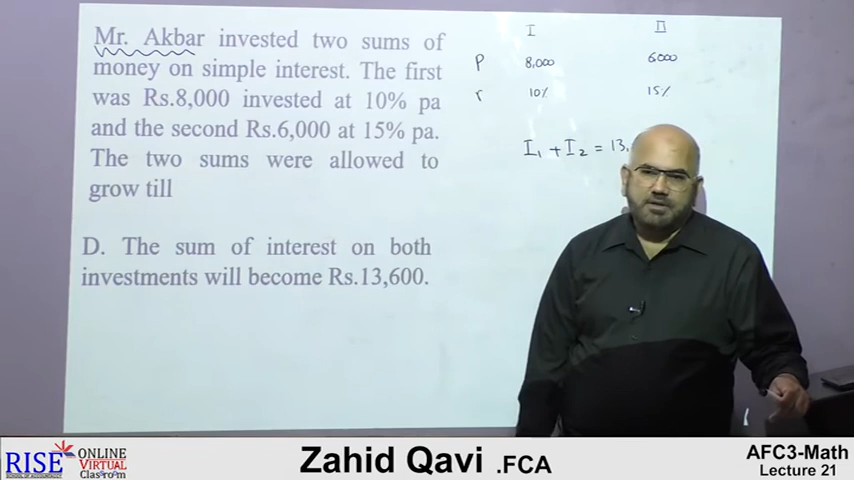 Mr. Akbar invested two sums of
money on simple interest. The first
was Rs.8,000 invested at 10% pa
and the second Rs.6,000 at 15% pa.
The two sums were allowed to
grow till
D. The sum of interest on both
investments will become Rs.13,600.
I II
P 8,000 6000
r 10% 15%
I₁ + I₂ = 13,
RISE ONLINE
VIRTUAL
Classroom
SCHOOL OF ACCOUNTANCY
Zahid Qavi .FCA
AFC3-Math
Lecture 21